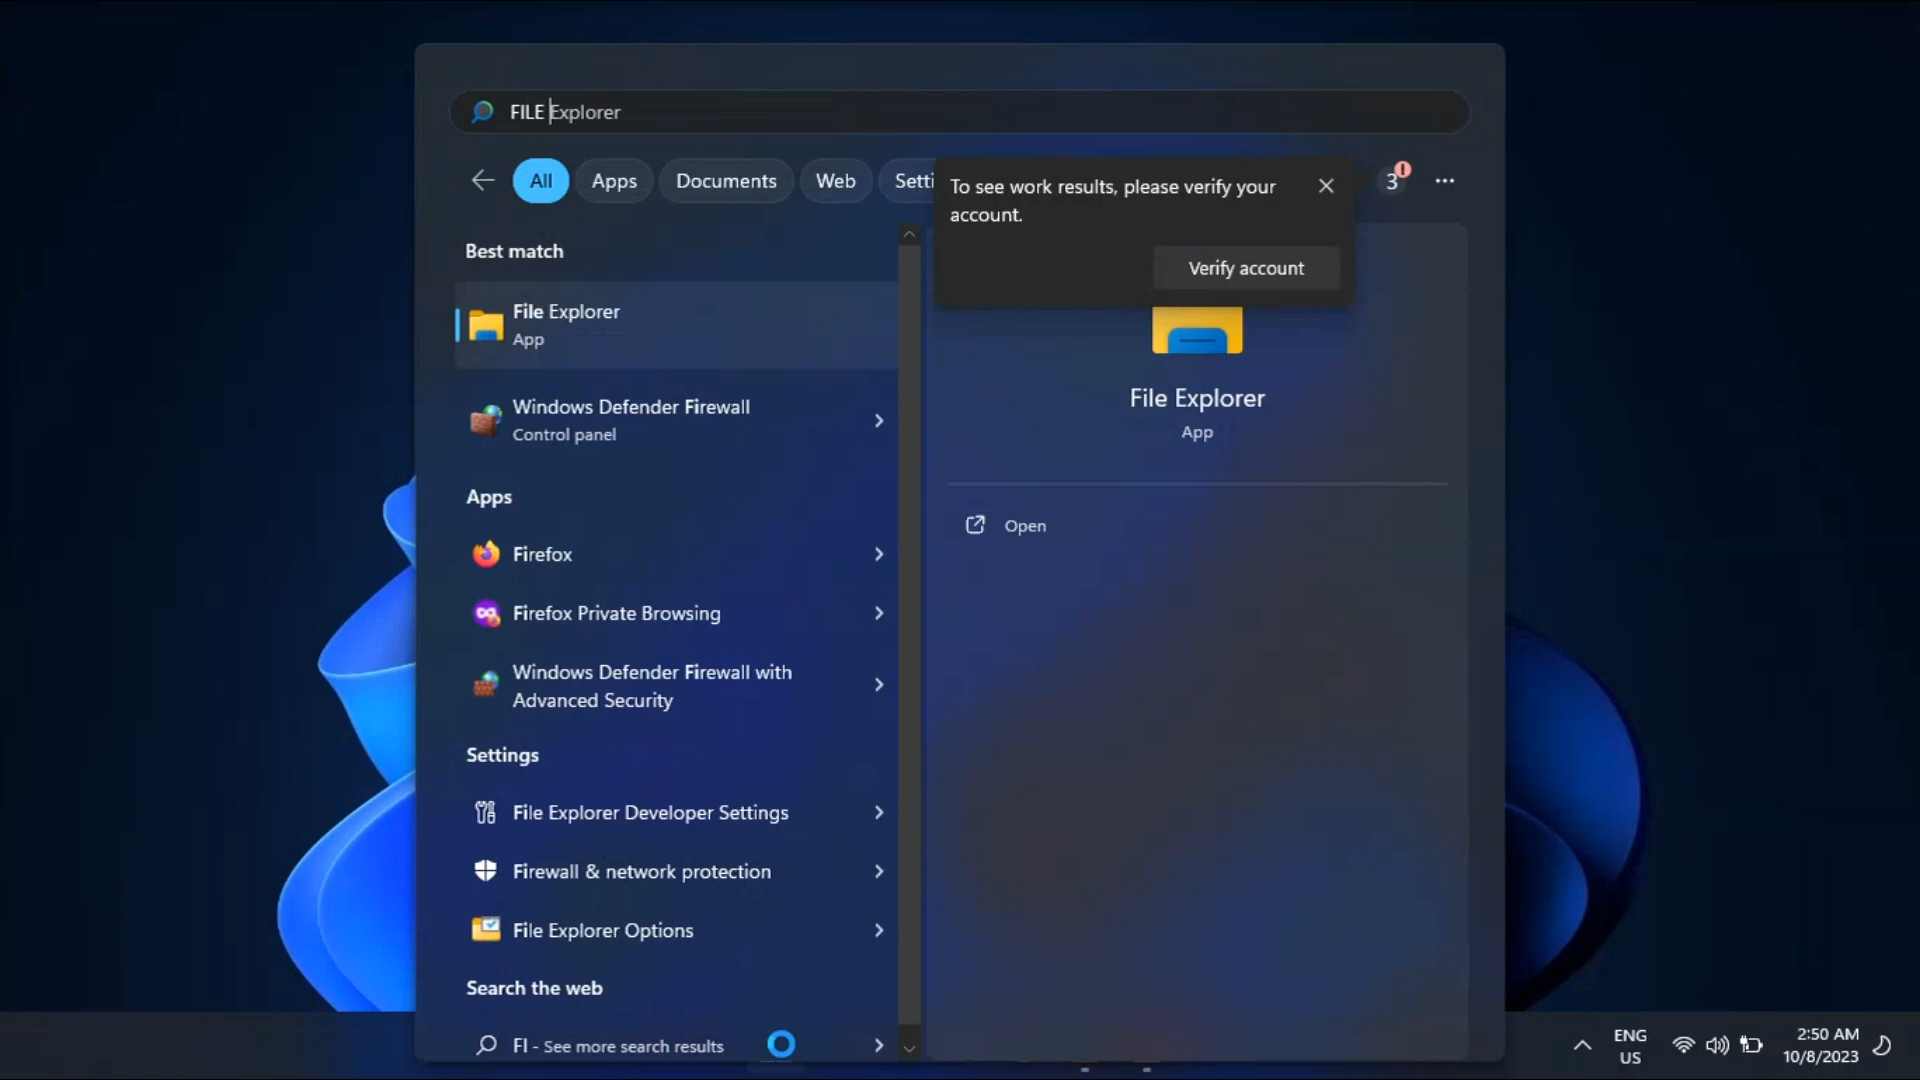 FILE Explorer
All
Apps
Documents
Web
Setti
To see work results, please verify your
account.
Verify account
3
Best match
File Explorer
App
Windows Defender Firewall
Control panel
Apps
Firefox
Firefox Private Browsing
Windows Defender Firewall with
Advanced Security
Settings
File Explorer Developer Settings
Firewall & network protection
File Explorer Options
Search the web
FI - See more search results
File Explorer
App
Open
ENG
US
2:50 AM
10/8/2023